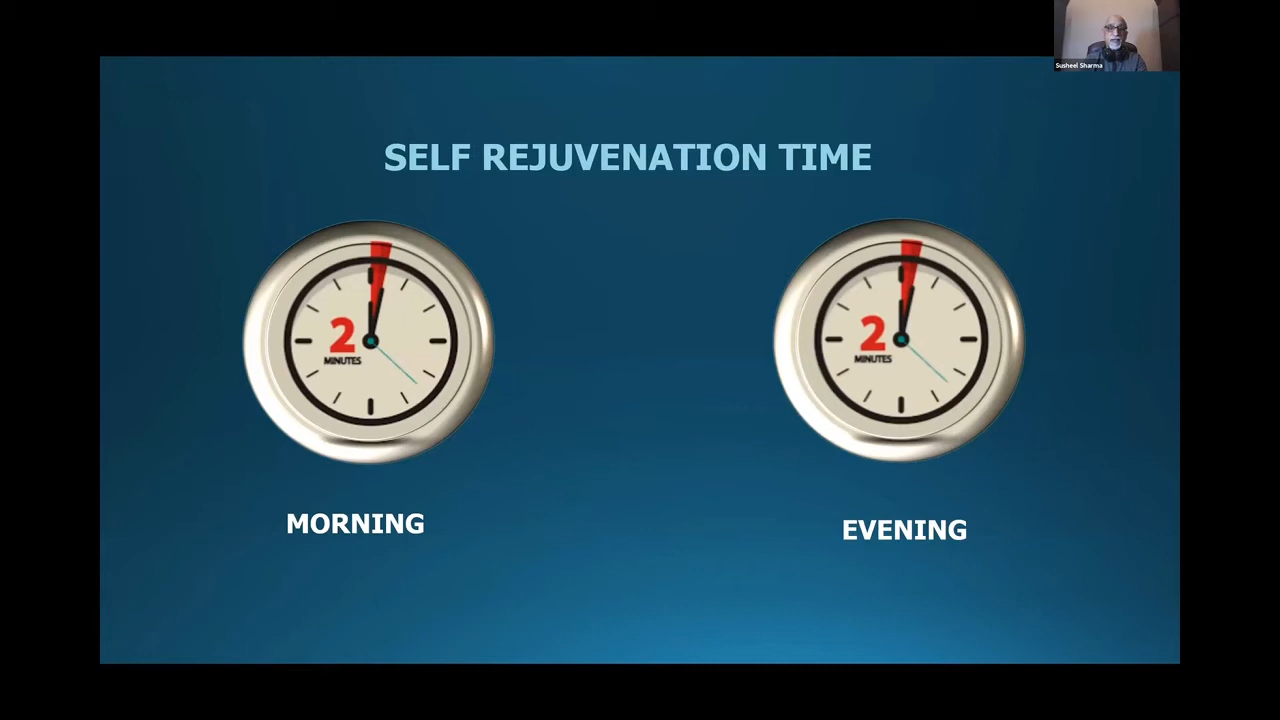 Susheel Sharma
SELF REJUVENATION TIME
2
MINUTES
2
MINUTES
MORNING
EVENING